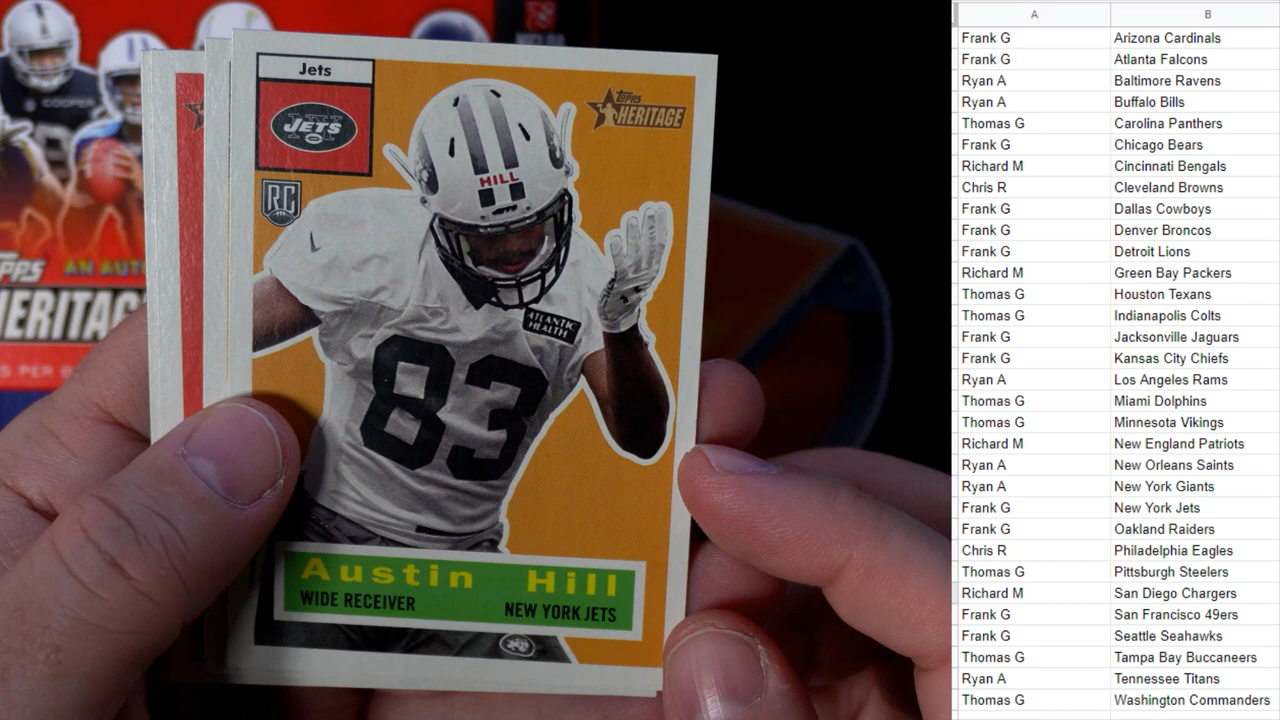 COOPER
Jets
JETS
TOPPS
HERITAGE
RC
HILL
ATLANTIC
HEALTH
83
Austin Hill
WIDE RECEIVER
NEW YORK JETS
AN AUT
A B
Frank G Arizona Cardinals
Frank G Atlanta Falcons
Ryan A Baltimore Ravens
Ryan A Buffalo Bills
Thomas G Carolina Panthers
Frank G Chicago Bears
Richard M Cincinnati Bengals
Chris R Cleveland Browns
Frank G Dallas Cowboys
Frank G Denver Broncos
Frank G Detroit Lions
Richard M Green Bay Packers
Thomas G Houston Texans
Thomas G Indianapolis Colts
Frank G Jacksonville Jaguars
Frank G Kansas City Chiefs
Ryan A Los Angeles Rams
Thomas G Miami Dolphins
Thomas G Minnesota Vikings
Richard M New England Patriots
Ryan A New Orleans Saints
Ryan A New York Giants
Frank G New York Jets
Frank G Oakland Raiders
Chris R Philadelphia Eagles
Thomas G Pittsburgh Steelers
Richard M San Diego Chargers
Frank G San Francisco 49ers
Frank G Seattle Seahawks
Thomas G Tampa Bay Buccaneers
Ryan A Tennessee Titans
Thomas G Washington Commanders